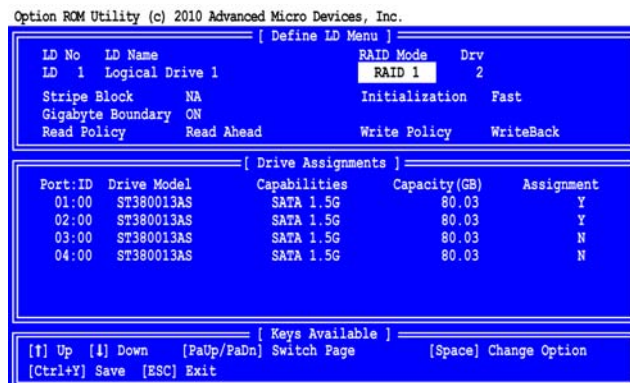 Option ROM Utility (c) 2010 Advanced Micro Devices, Inc.
[ Define LD Menu ]
LD No LD Name RAID Mode Drv
LD 1 Logical Drive 1 RAID 1 2
Stripe Block NA Initialization Fast
Gigabyte Boundary ON
Read Policy Read Ahead Write Policy WriteBack
[ Drive Assignments ]
Port:ID Drive Model Capabilities Capacity(GB) Assignment
01:00 ST380013AS SATA 1.5G 80.03 Y
02:00 ST380013AS SATA 1.5G 80.03 Y
03:00 ST380013AS SATA 1.5G 80.03 N
04:00 ST380013AS SATA 1.5G 80.03 N
[ Keys Available ]
[↑] Up [↓] Down [PaUp/PaDn] Switch Page [Space] Change Option
[Ctrl+Y] Save [ESC] Exit